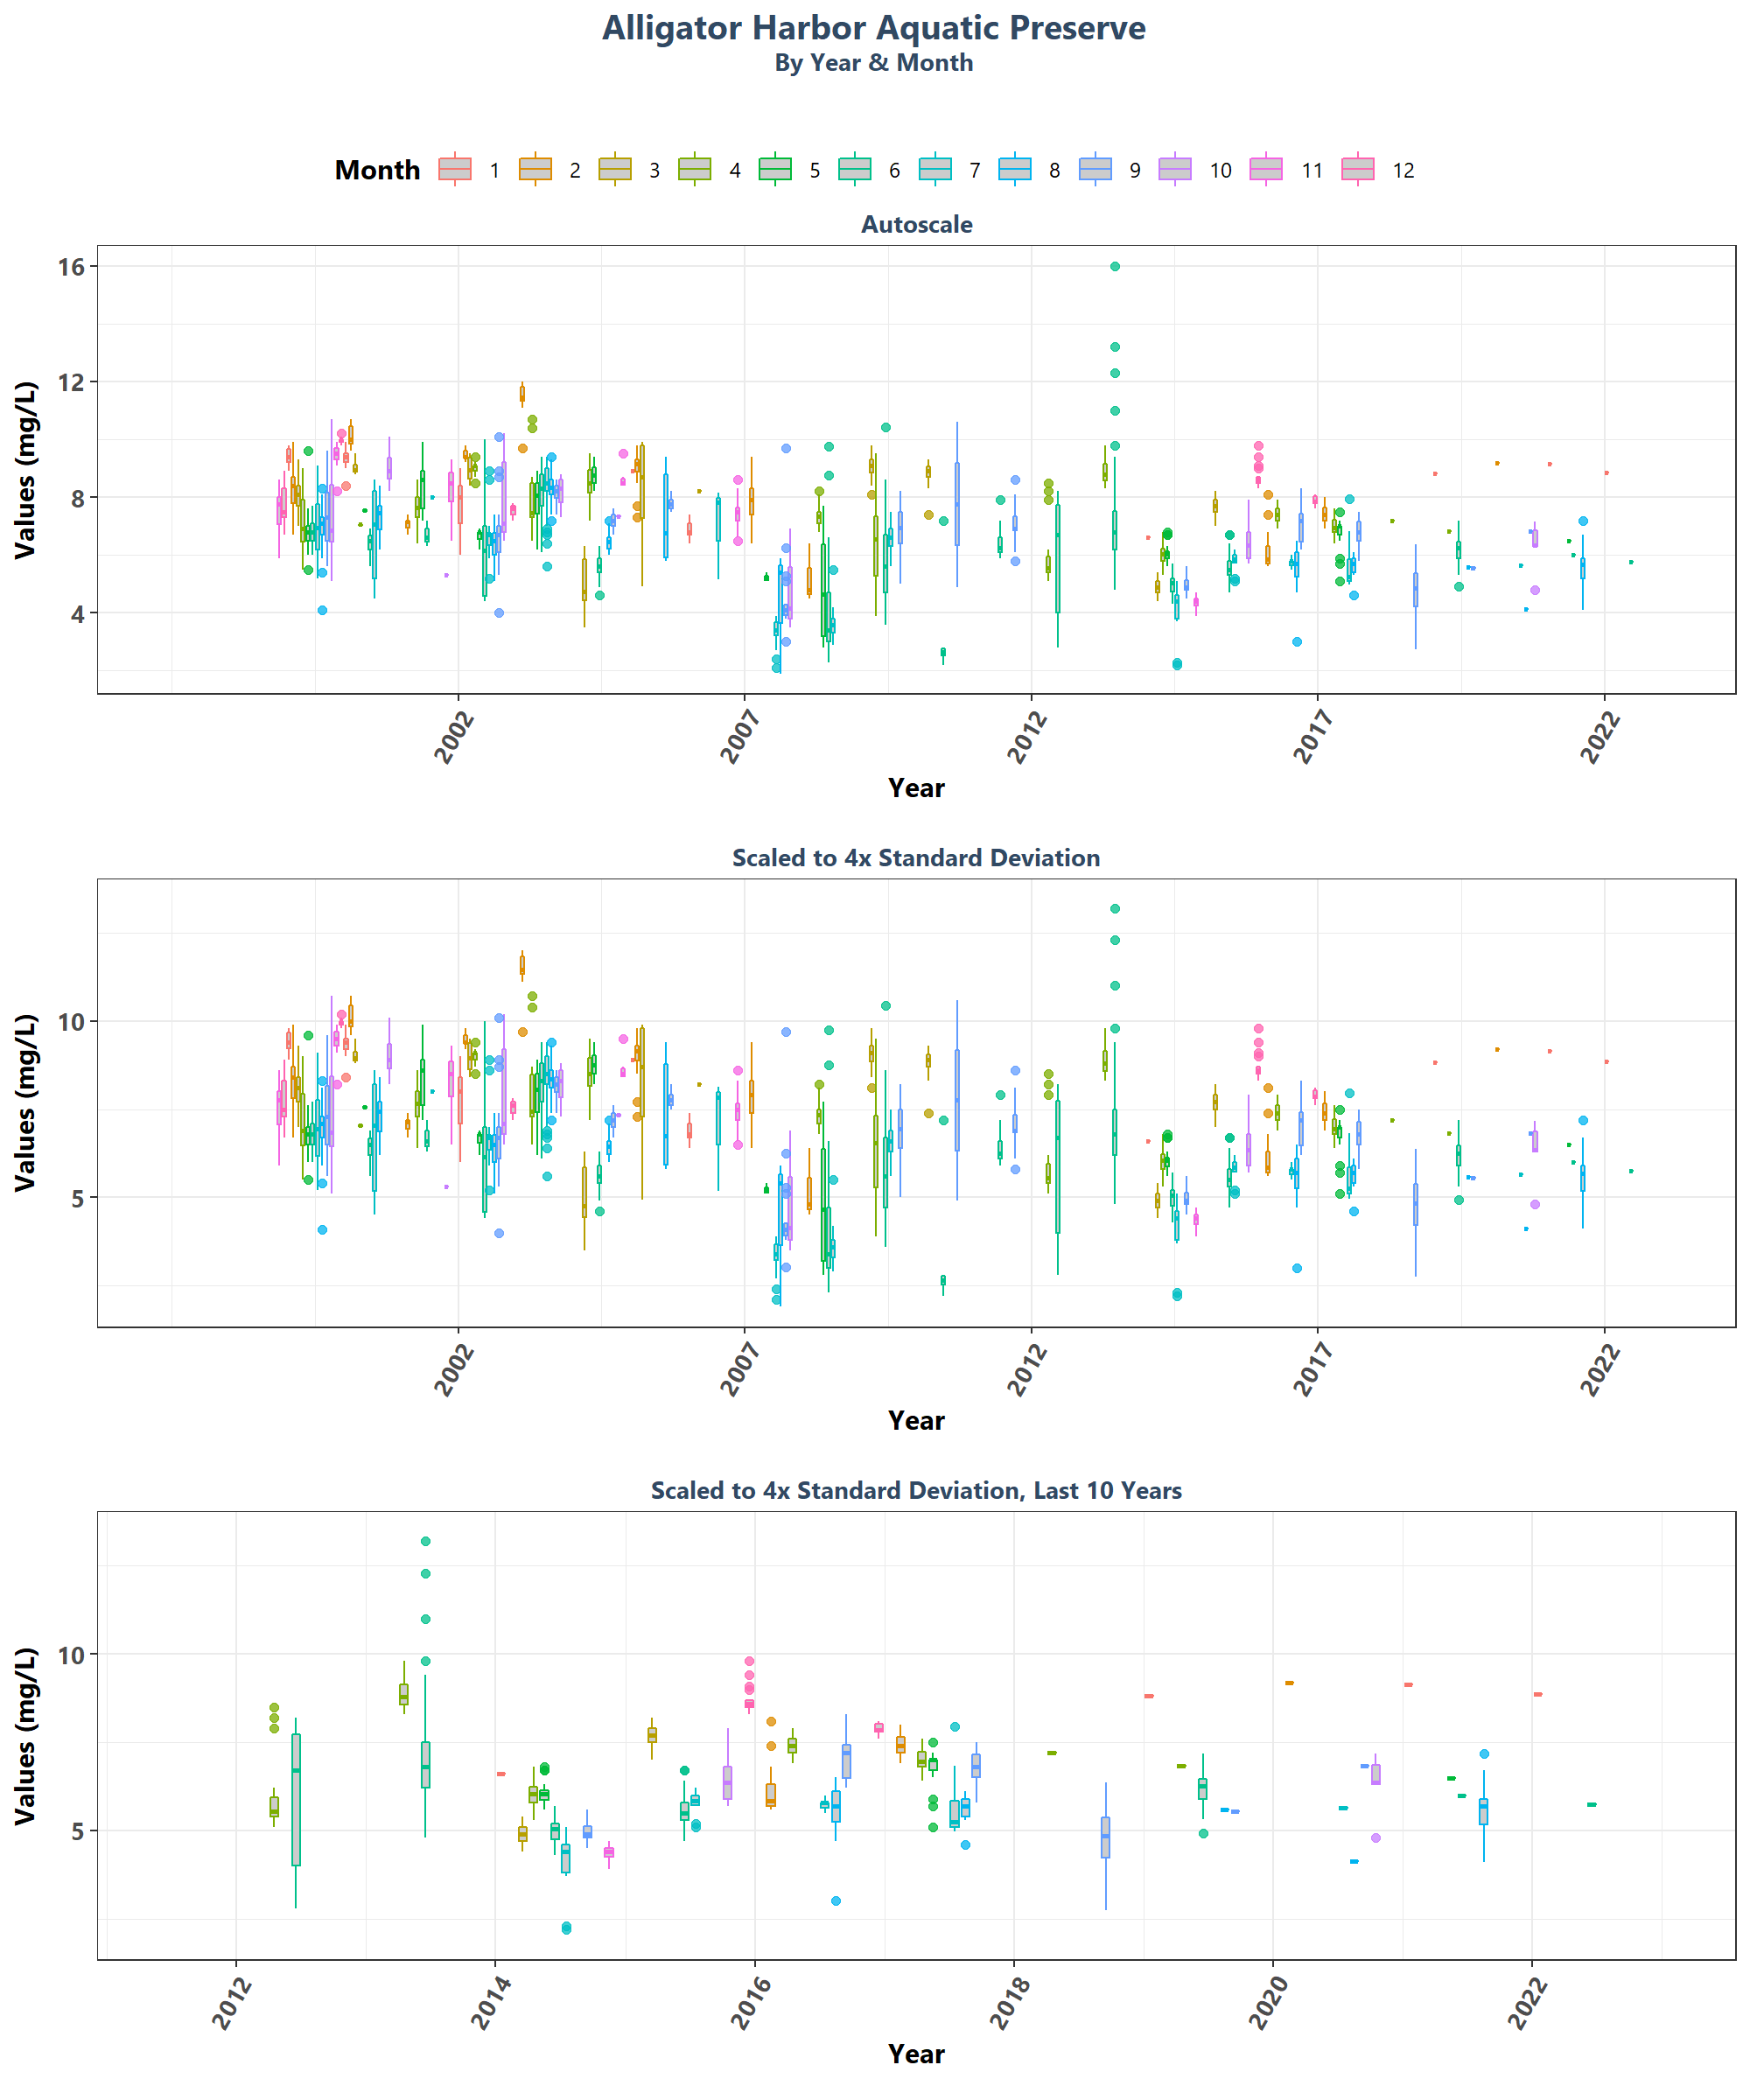 Alligator Harbor Aquatic Preserve
By Year & Month
Month 1 2 3 4 5 6 7 8 9 10 11 12
Autoscale
16
12
8
4
Values (mg/L)
2002 2007 2012 2017 2022
Year
Scaled to 4x Standard Deviation
10
5
Values (mg/L)
2002 2007 2012 2017 2022
Year
Scaled to 4x Standard Deviation, Last 10 Years
10
5
Values (mg/L)
2012 2014 2016 2018 2020 2022
Year